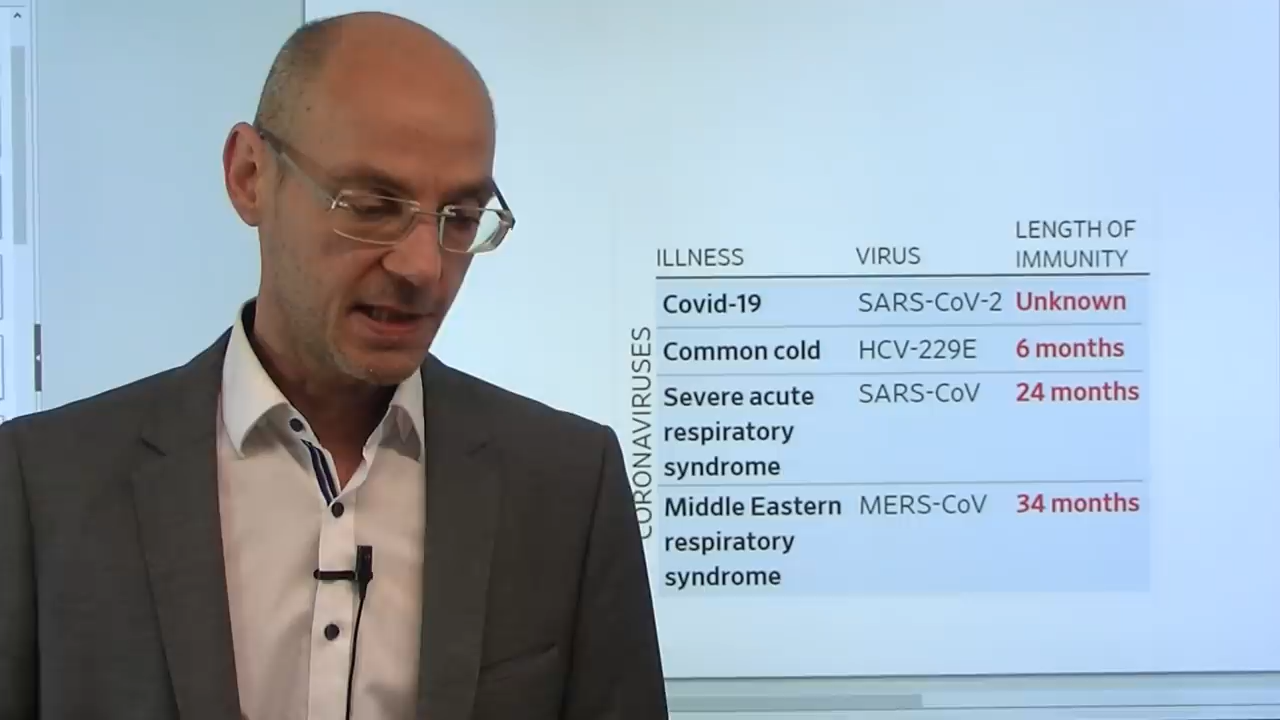 ILLNESS VIRUS LENGTH OF IMMUNITY
CORONAVIRUSES
Covid-19 SARS-CoV-2 Unknown
Common cold HCV-229E 6 months
Severe acute SARS-CoV 24 months
respiratory
syndrome
Middle Eastern MERS-CoV 34 months
respiratory
syndrome